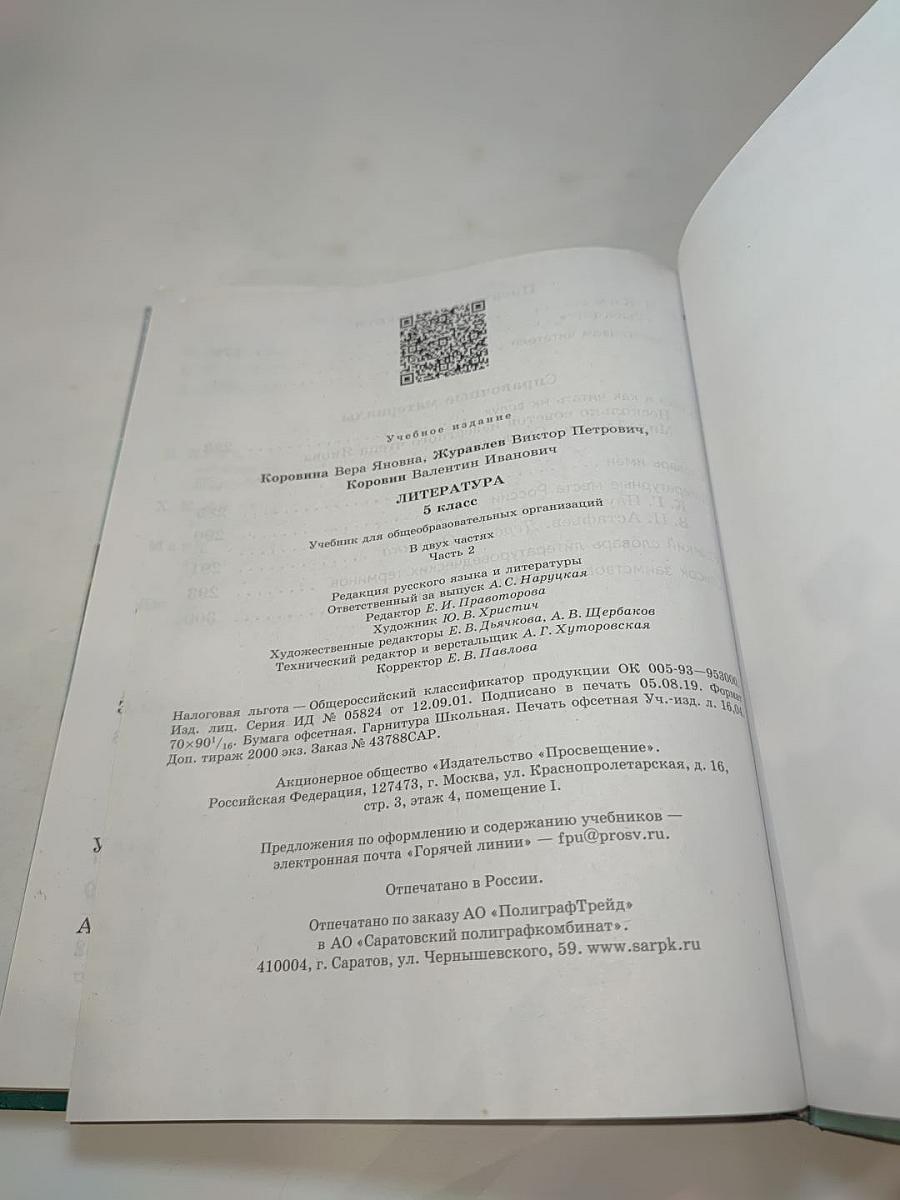 Учебное издание
Коровина Вера Яновна, Журавлев Виктор Петрович,
Коровин Валентин Иванович
ЛИТЕРАТУРА
5 класс
Учебник для общеобразовательных организаций
В двух частях
Часть 2
Редакция русского языка и литературы
Ответственный за выпуск А. С. Наруцкая
Редактор Е. И. Правоторова
Художник Ю. В. Христич
Художественные редакторы Е. В. Дьячкова, А. В. Щербаков
Технический редактор и верстальщик А. Г. Хуторовская
Корректор Е. В. Павлова
Налоговая льгота — Общероссийский классификатор продукции ОК 005-93—953000.
Изд. лиц. Серия ИД № 05824 от 12.09.01. Подписано в печать 05.08.19. Формат
70×90 1/16. Бумага офсетная. Гарнитура Школьная. Печать офсетная Уч.-изд. л. 16,04.
Доп. тираж 2000 экз. Заказ № 43788САР.
Акционерное общество «Издательство «Просвещение».
Российская Федерация, 127473, г. Москва, ул. Краснопролетарская, д. 16,
стр. 3, этаж 4, помещение I.
Предложения по оформлению и содержанию учебников —
электронная почта «Горячей линии» — fpu@prosv.ru.
Отпечатано в России.
Отпечатано по заказу АО «ПолиграфТрейд»
в АО «Саратовский полиграфкомбинат».
410004, г. Саратов, ул. Чернышевского, 59. www.sarpk.ru